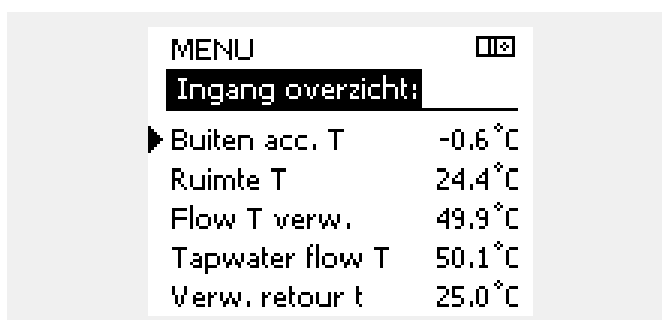 MENU
Ingang overzicht:
Buiten acc. T -0.6°C
Ruimte T 24.4°C
Flow T verw. 49.9°C
Tapwater flow T 50.1°C
Verw. retour t 25.0°C